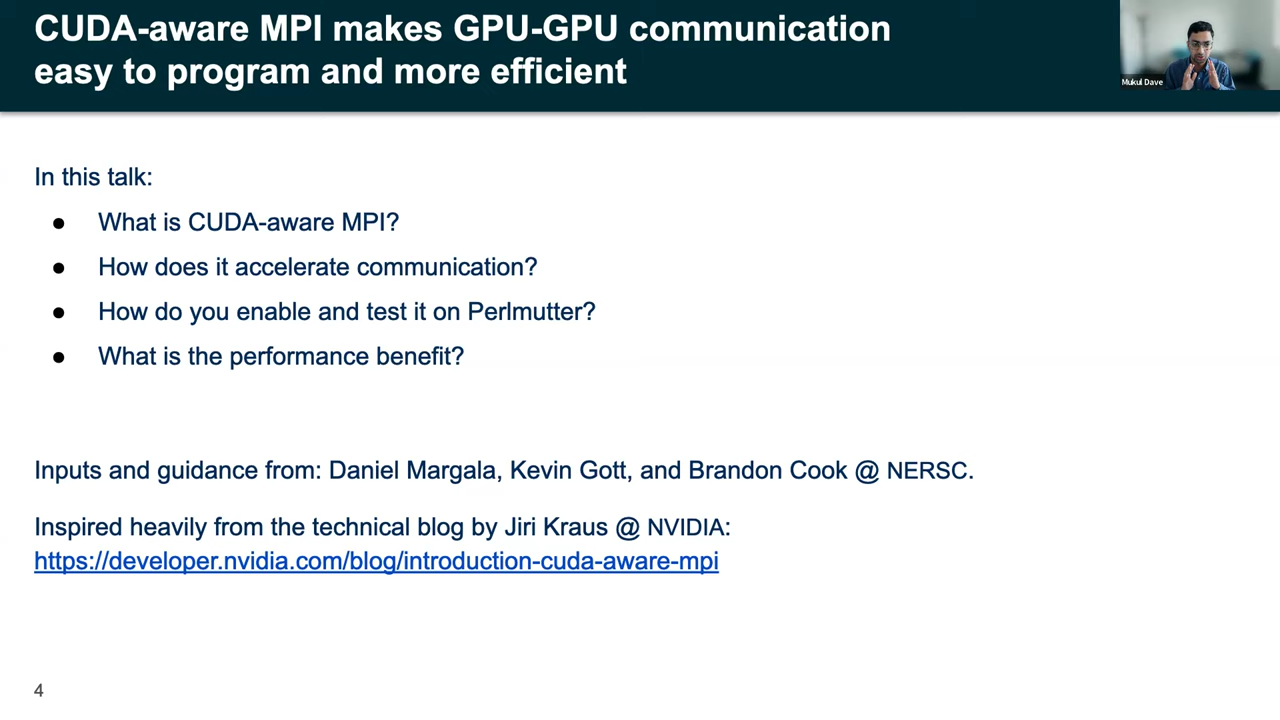 CUDA-aware MPI makes GPU-GPU communication
easy to program and more efficient
Mukul Dave
In this talk:
● What is CUDA-aware MPI?
● How does it accelerate communication?
● How do you enable and test it on Perlmutter?
● What is the performance benefit?
Inputs and guidance from: Daniel Margala, Kevin Gott, and Brandon Cook @ NERSC.
Inspired heavily from the technical blog by Jiri Kraus @ NVIDIA:
https://developer.nvidia.com/blog/introduction-cuda-aware-mpi
4